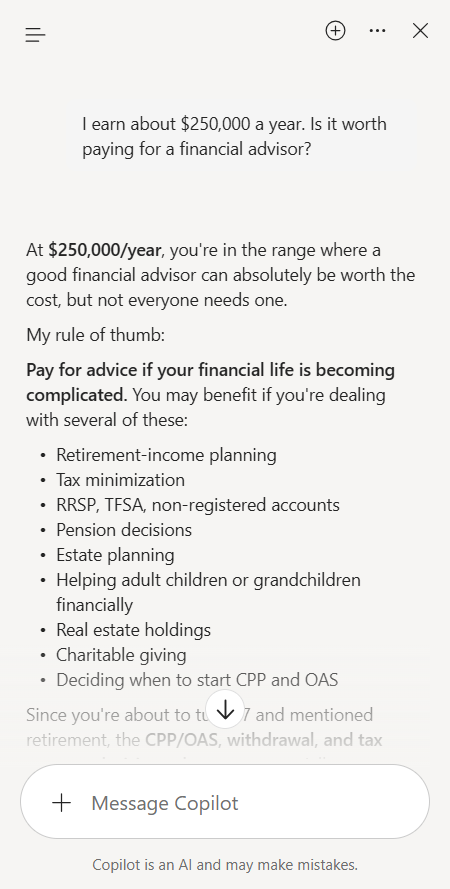 I earn about $250,000 a year. Is it worth
paying for a financial advisor?
At $250,000/year, you're in the range where a
good financial advisor can absolutely be worth the
cost, but not everyone needs one.
My rule of thumb:
Pay for advice if your financial life is becoming
complicated. You may benefit if you're dealing
with several of these:
• Retirement-income planning
• Tax minimization
• RRSP, TFSA, non-registered accounts
• Pension decisions
• Estate planning
• Helping adult children or grandchildren
financially
• Real estate holdings
• Charitable giving
• Deciding when to start CPP and OAS
Since you're about to 7 and mentioned
retirement, the CPP/OAS, withdrawal, and tax
Message Copilot
Copilot is an AI and may make mistakes.